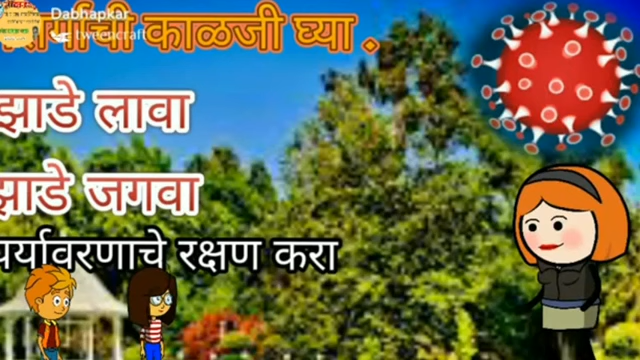 Dabhapkar
tweencraft
काळजी घ्या .
झाडे लावा
झाडे जगवा
पर्यावरणाचे रक्षण करा